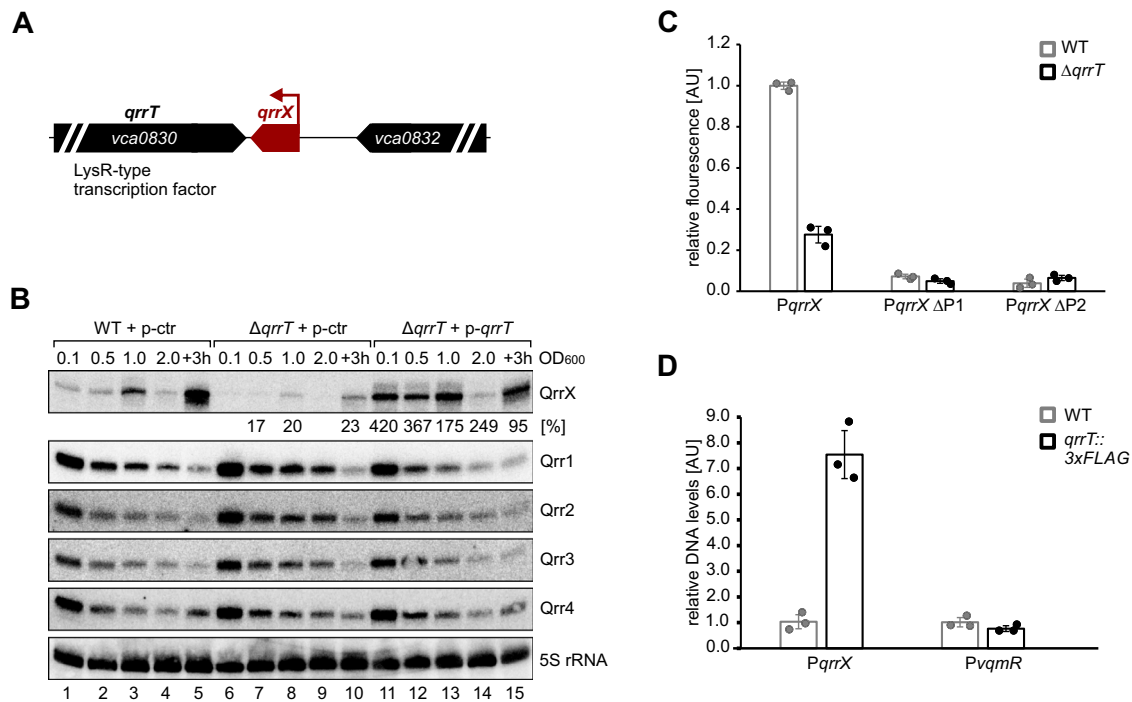 A
qrrT
qrrX
vca0830
vca0832
LysR-type
transcription factor
B
WT + p-ctr
ΔqrrT + p-ctr
ΔqrrT + p-qrrT
0.1 0.5 1.0 2.0 +3h 0.1 0.5 1.0 2.0 +3h 0.1 0.5 1.0 2.0 +3h OD600
QrrX
17 20 23 420 367 175 249 95 [%]
Qrr1
Qrr2
Qrr3
Qrr4
5S rRNA
1 2 3 4 5 6 7 8 9 10 11 12 13 14 15
C
relative flourescence [AU]
1.2
1.0
0.8
0.6
0.4
0.2
0.0
WT
ΔqrrT
PqrrX
PqrrX ΔP1
PqrrX ΔP2
D
relative DNA levels [AU]
9.0
8.0
7.0
6.0
5.0
4.0
3.0
2.0
1.0
0.0
WT
qrrT::
3xFLAG
PqrrX
PvqmR